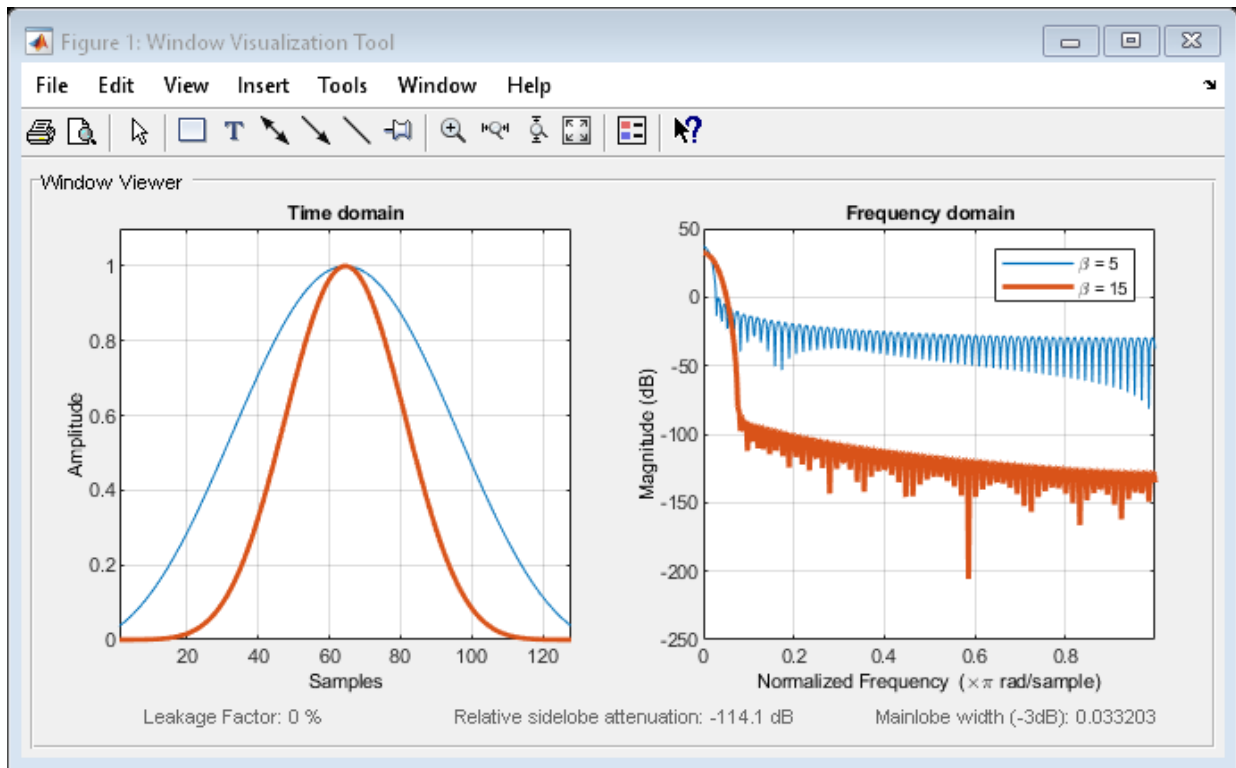 Figure 1: Window Visualization Tool
File Edit View Insert Tools Window Help
Window Viewer
Time domain
1
0.8
0.6
0.4
0.2
0
Amplitude
20 40 60 80 100 120
Samples
Frequency domain
50
0
-50
-100
-150
-200
-250
Magnitude (dB)
β = 5
β = 15
0 0.2 0.4 0.6 0.8
Normalized Frequency (×π rad/sample)
Leakage Factor: 0 % Relative sidelobe attenuation: -114.1 dB Mainlobe width (-3dB): 0.033203